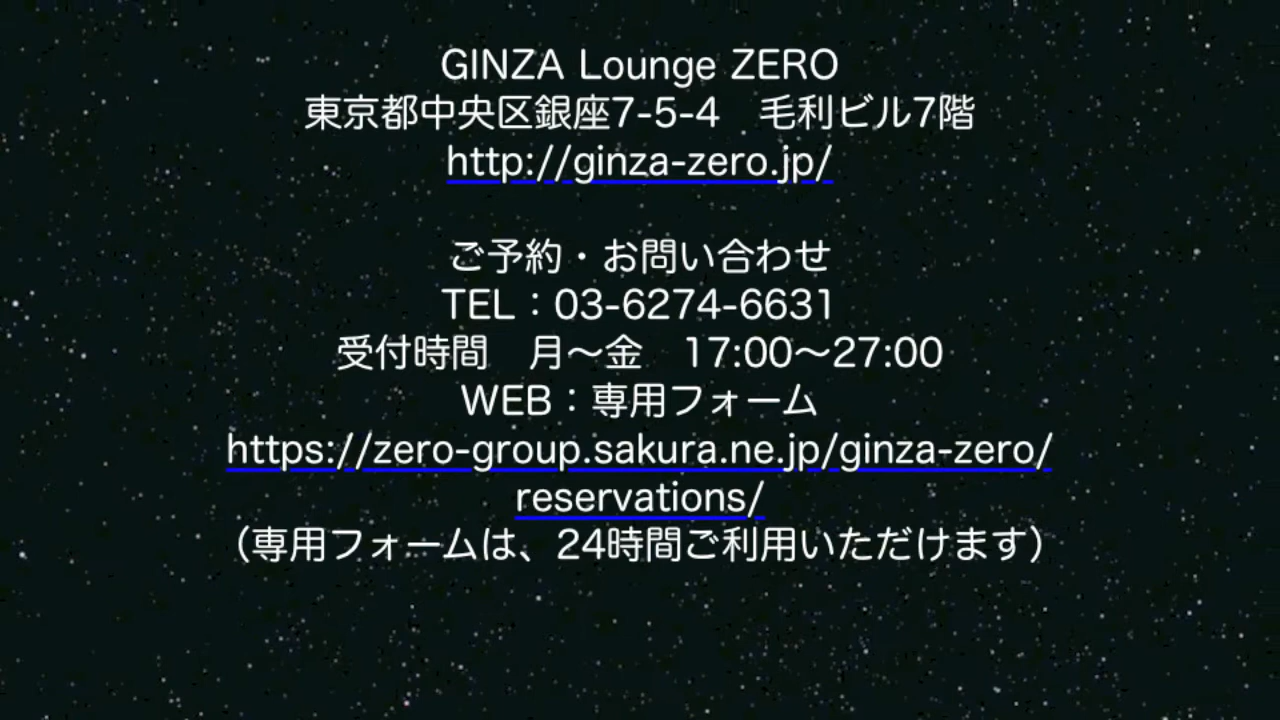 GINZA Lounge ZERO
東京都中央区銀座7-5-4　毛利ビル7階
http://ginza-zero.jp/
ご予約・お問い合わせ
TEL：03-6274-6631
受付時間　月〜金　17:00〜27:00
WEB：専用フォーム
https://zero-group.sakura.ne.jp/ginza-zero/
reservations/
（専用フォームは、24時間ご利用いただけます）